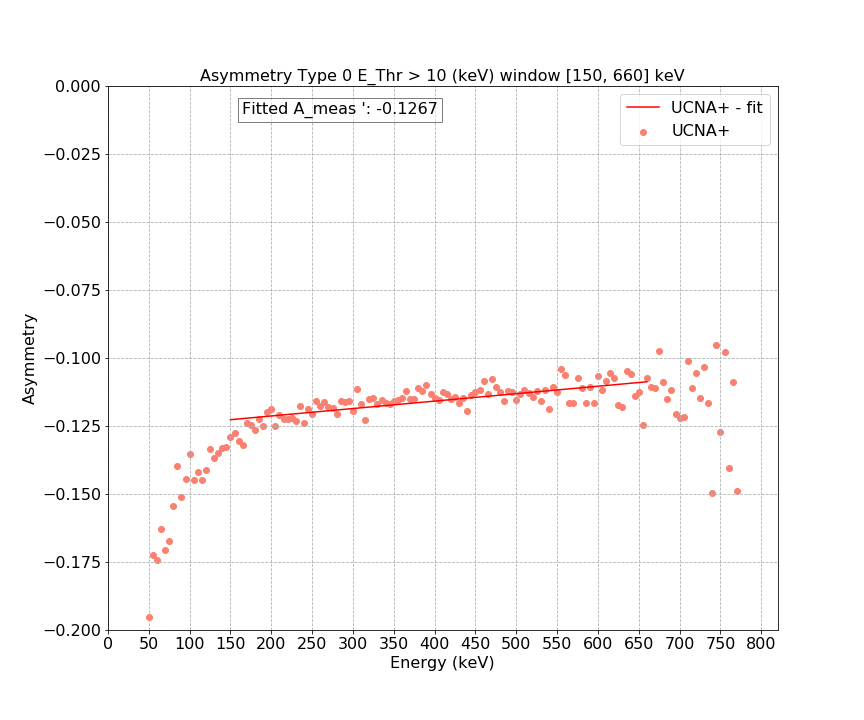 Asymmetry Type 0 E_Thr > 10 (keV) window [150, 660] keV
Fitted A_meas ': -0.1267
UCNA+ - fit
UCNA+
Asymmetry
0.000
−0.025
−0.050
−0.075
−0.100
−0.125
−0.150
−0.175
−0.200
0 50 100 150 200 250 300 350 400 450 500 550 600 650 700 750 800
Energy (keV)